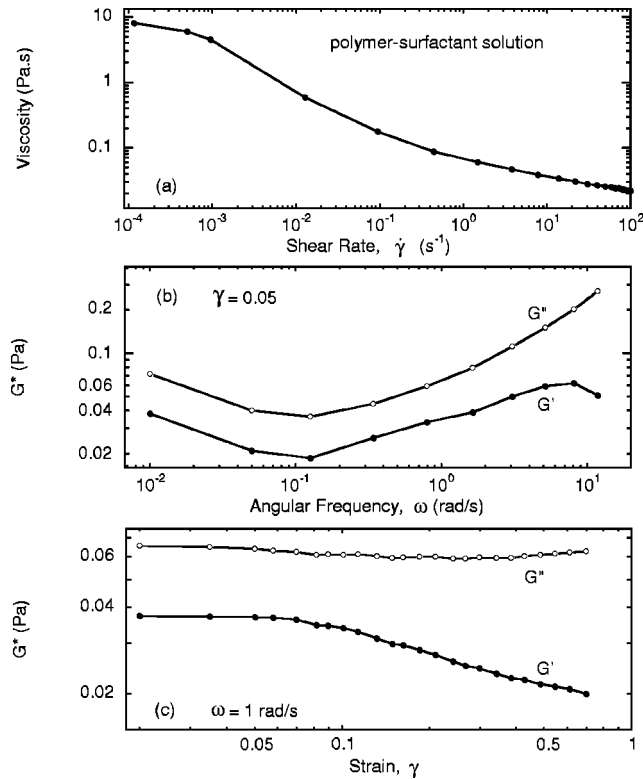 10
1
0.1
Viscosity (Pa.s)
polymer-surfactant solution
(a)
10⁻⁴ 10⁻³ 10⁻² 10⁻¹ 10⁰ 10¹ 10²
Shear Rate, γ̇ (s⁻¹)
(b) γ = 0.05
0.2
0.1
0.06
0.04
0.02
G* (Pa)
G"
G'
10⁻² 10⁻¹ 10⁰ 10¹
Angular Frequency, ω (rad/s)
0.06
0.04
0.02
G* (Pa)
G"
G'
(c) ω = 1 rad/s
0.05 0.1 0.5 1
Strain, γ